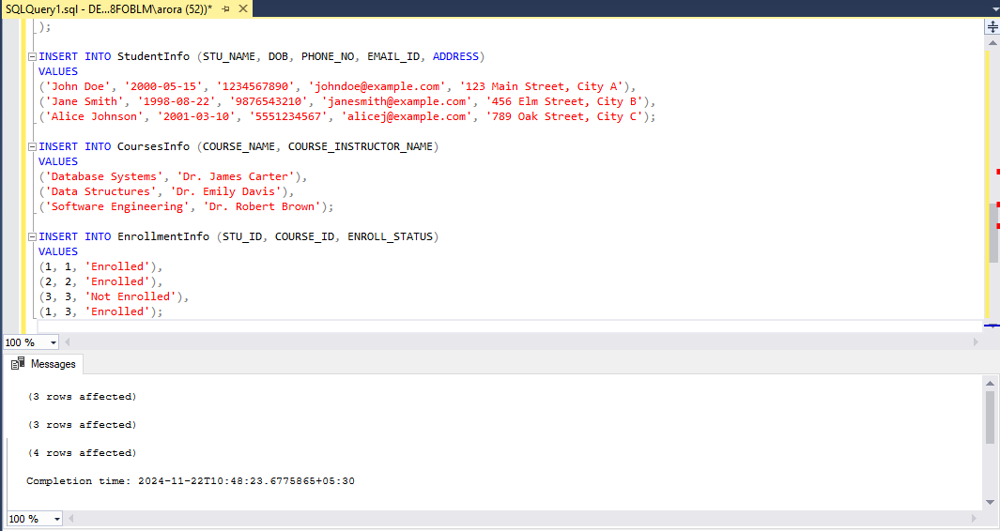 SQLQuery1.sql - DE...8FOBLM\arora (52))*
);
INSERT INTO StudentInfo (STU_NAME, DOB, PHONE_NO, EMAIL_ID, ADDRESS)
VALUES
('John Doe', '2000-05-15', '1234567890', 'johndoe@example.com', '123 Main Street, City A'),
('Jane Smith', '1998-08-22', '9876543210', 'janesmith@example.com', '456 Elm Street, City B'),
('Alice Johnson', '2001-03-10', '5551234567', 'alicej@example.com', '789 Oak Street, City C');
INSERT INTO CoursesInfo (COURSE_NAME, COURSE_INSTRUCTOR_NAME)
VALUES
('Database Systems', 'Dr. James Carter'),
('Data Structures', 'Dr. Emily Davis'),
('Software Engineering', 'Dr. Robert Brown');
INSERT INTO EnrollmentInfo (STU_ID, COURSE_ID, ENROLL_STATUS)
VALUES
(1, 1, 'Enrolled'),
(2, 2, 'Enrolled'),
(3, 3, 'Not Enrolled'),
(1, 3, 'Enrolled');
100 %
Messages
(3 rows affected)
(3 rows affected)
(4 rows affected)
Completion time: 2024-11-22T10:48:23.6775865+05:30
100 %